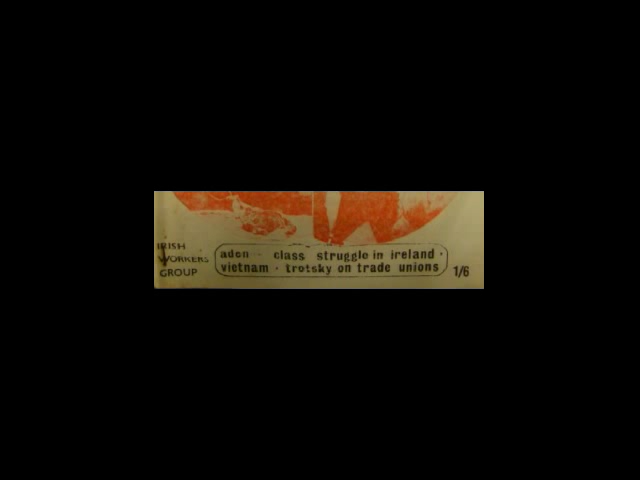 IRISH
WORKERS
GROUP
aden · class struggle in ireland ·
vietnam · trotsky on trade unions
1/6